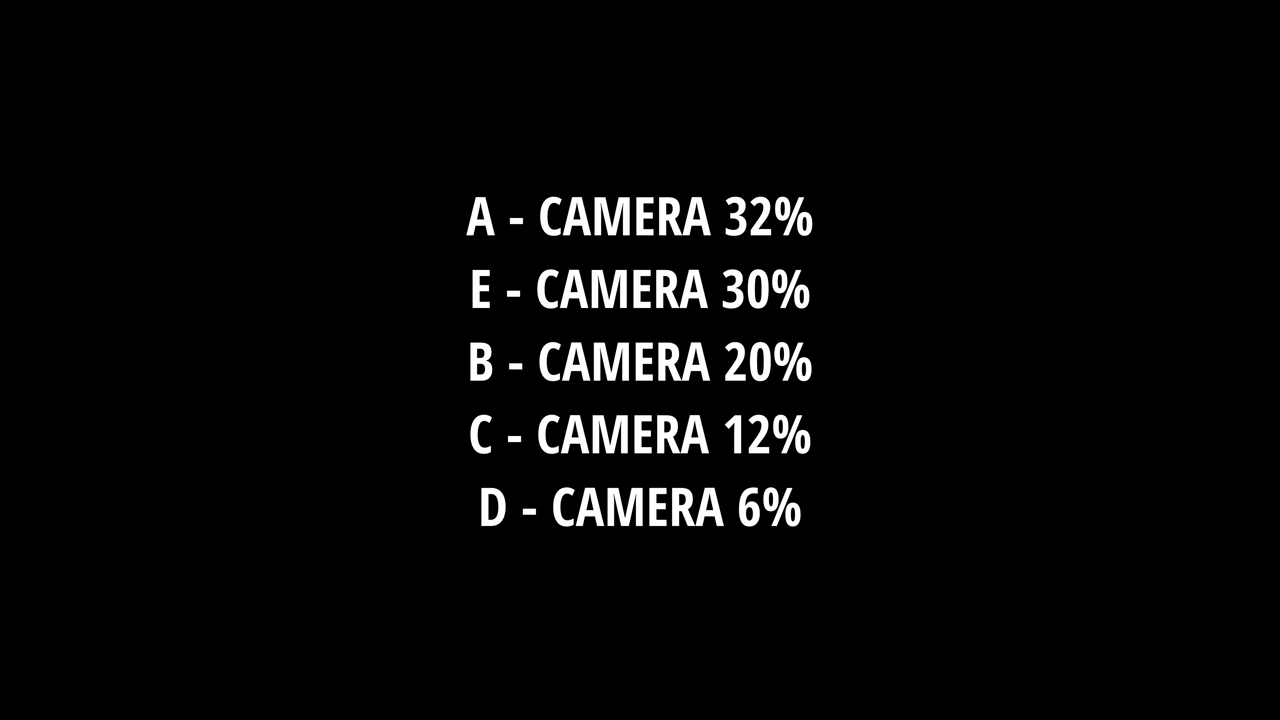 A - CAMERA 32%
E - CAMERA 30%
B - CAMERA 20%
C - CAMERA 12%
D - CAMERA 6%